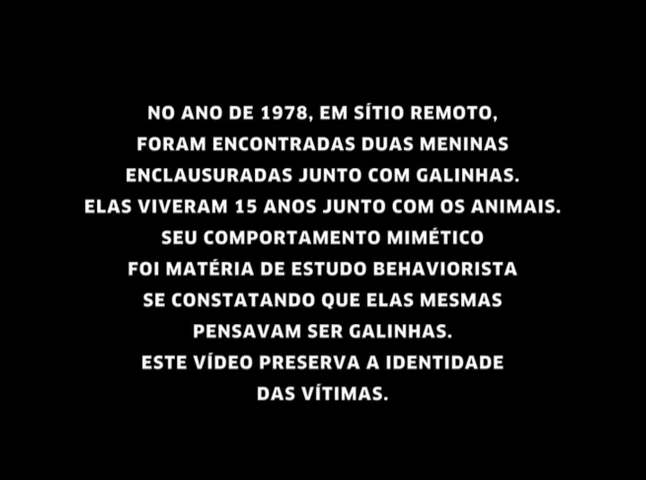 NO ANO DE 1978, EM SÍTIO REMOTO,
FORAM ENCONTRADAS DUAS MENINAS
ENCLAUSURADAS JUNTO COM GALINHAS.
ELAS VIVERAM 15 ANOS JUNTO COM OS ANIMAIS.
SEU COMPORTAMENTO MIMÉTICO
FOI MATÉRIA DE ESTUDO BEHAVIORISTA
SE CONSTATANDO QUE ELAS MESMAS
PENSAVAM SER GALINHAS.
ESTE VÍDEO PRESERVA A IDENTIDADE
DAS VÍTIMAS.